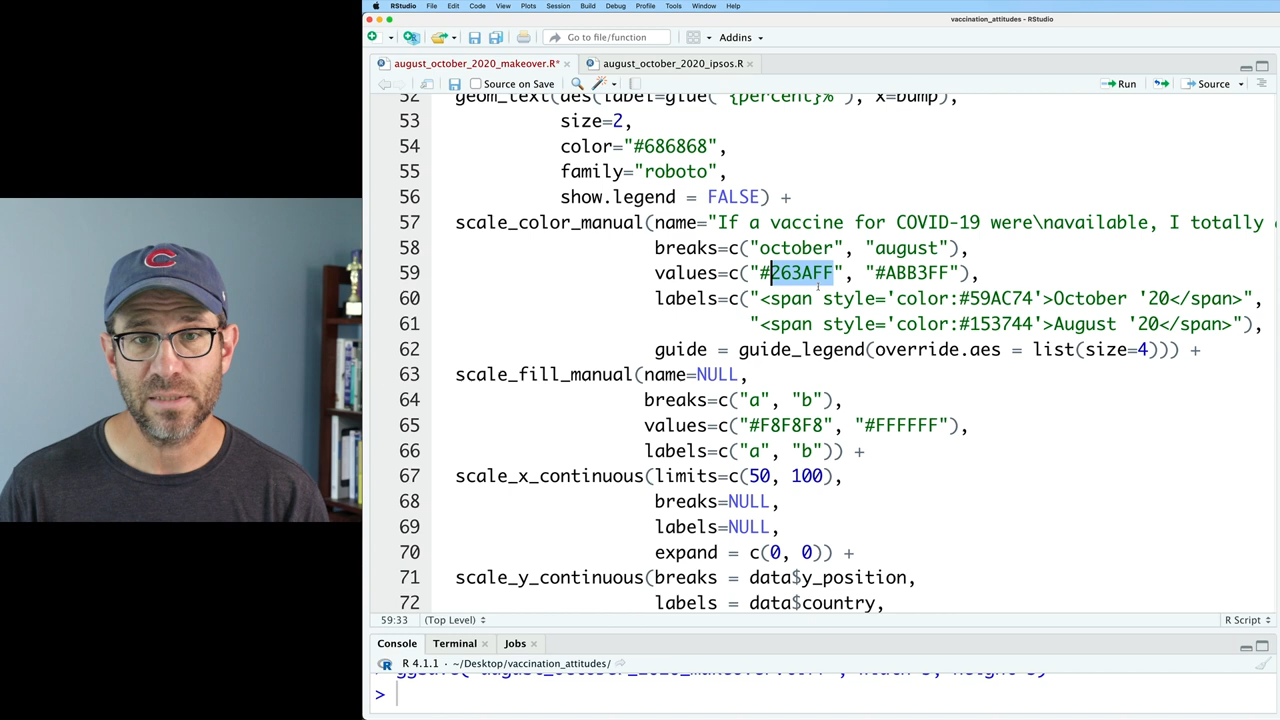 RStudio File Edit Code View Plots Session Build Debug Profile Tools Window Help
vaccination_attitudes - RStudio
Go to file/function Addins
august_october_2020_makeover.R* × august_october_2020_ipsos.R ×
Source on Save Run Source
52 geom_text(aes(label=glue("{percent}%"), x=bump),
53 size=2,
54 color="#686868",
55 family="roboto",
56 show.legend = FALSE) +
57 scale_color_manual(name="If a vaccine for COVID-19 were\navailable, I totally
58 breaks=c("october", "august"),
59 values=c("#263AFF", "#ABB3FF"),
60 labels=c("<span style='color:#59AC74'>October '20</span>",
61 "<span style='color:#153744'>August '20</span>"),
62 guide = guide_legend(override.aes = list(size=4))) +
63 scale_fill_manual(name=NULL,
64 breaks=c("a", "b"),
65 values=c("#F8F8F8", "#FFFFFF"),
66 labels=c("a", "b")) +
67 scale_x_continuous(limits=c(50, 100),
68 breaks=NULL,
69 labels=NULL,
70 expand = c(0, 0)) +
71 scale_y_continuous(breaks = data$y_position,
72 labels = data$country,
59:33 (Top Level) R Script
Console Terminal × Jobs ×
R 4.1.1 · ~/Desktop/vaccination_attitudes/
>
C